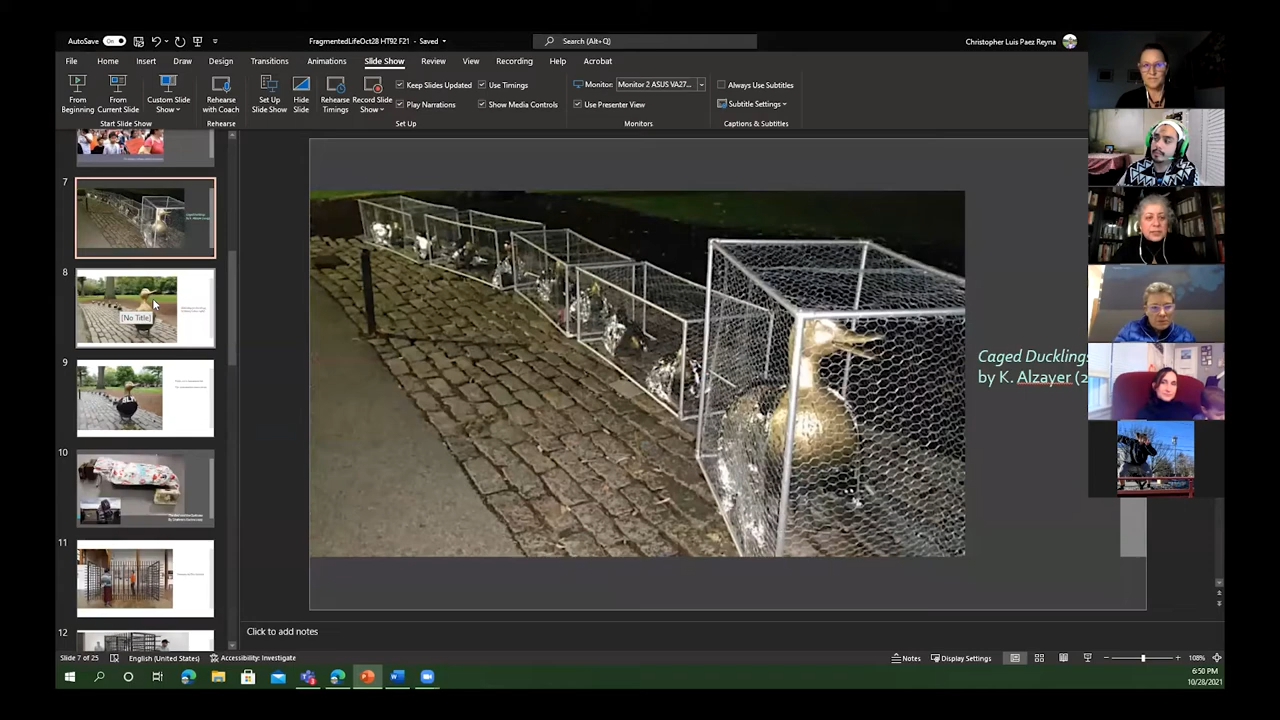 AutoSave On
FragmentedLifeOct28 HT92 F21 - Saved
Search (Alt+Q)
Christopher Luis Paez Reyna
File Home Insert Draw Design Transitions Animations Slide Show Review View Recording Help Acrobat
From Beginning
From Current Slide
Custom Slide Show
Rehearse with Coach
Set Up Slide Show
Hide Slide
Rehearse Timings
Record Slide Show
Keep Slides Updated
Play Narrations
Use Timings
Show Media Controls
Monitor: Monitor 2 ASUS VA27...
Use Presenter View
Always Use Subtitles
Subtitle Settings
Start Slide Show
Rehearse
Set Up
Monitors
Captions & Subtitles
7
8
[No Title]
9
10
11
12
Caged Ducklings
by K. Alzayer (2
Click to add notes
Slide 7 of 25 English (United States) Accessibility: Investigate Notes Display Settings 108%
6:50 PM
10/28/2021